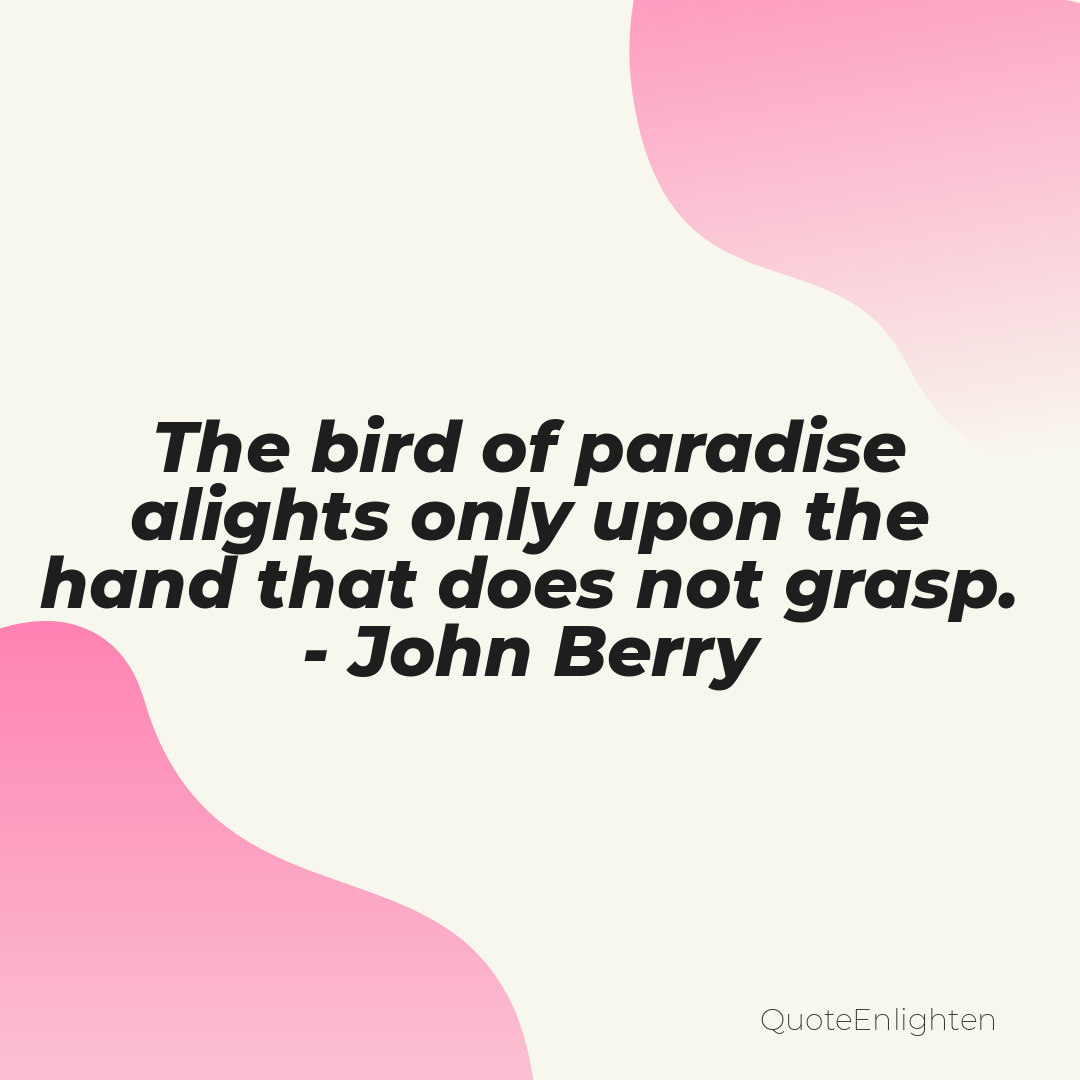 The bird of paradise
alights only upon the
hand that does not grasp.
- John Berry
QuoteEnlighten